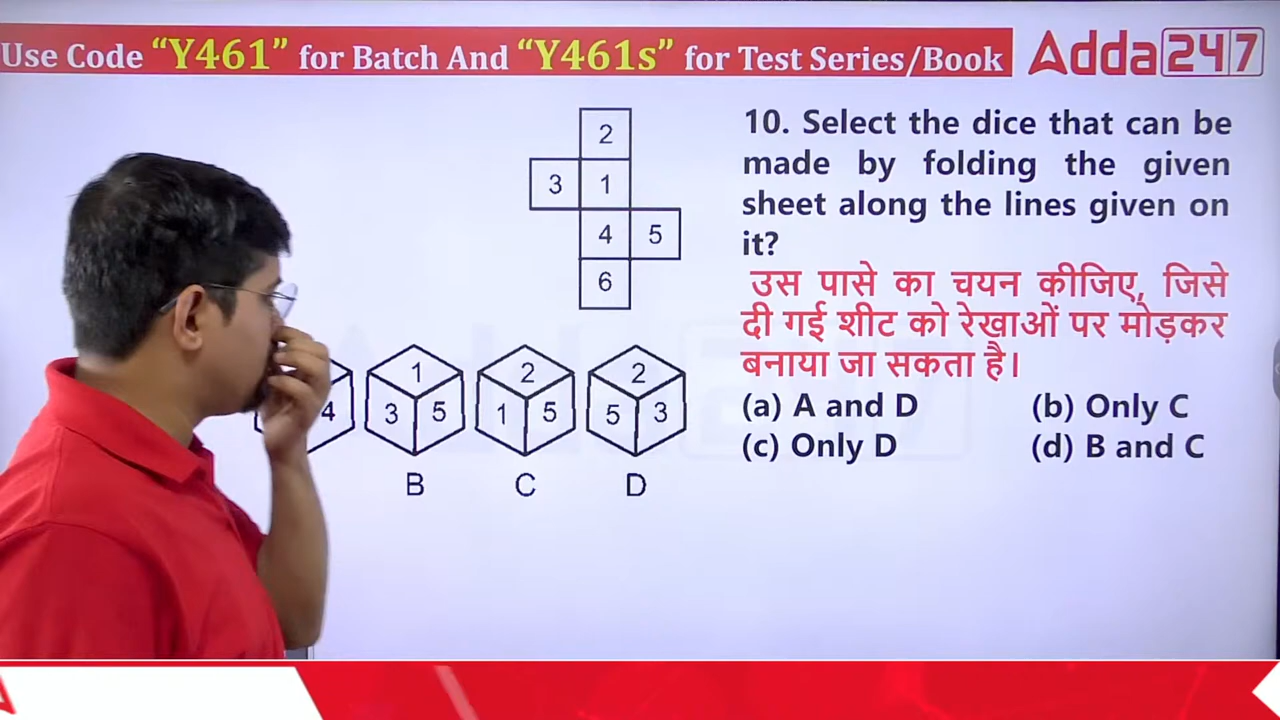 Use Code “Y461” for Batch And “Y461s” for Test Series/Book
Adda247
2
3 1
4 5
6
10. Select the dice that can be
made by folding the given
sheet along the lines given on
it?
उस पासे का चयन कीजिए, जिसे
दी गई शीट को रेखाओं पर मोड़कर
बनाया जा सकता है।
(a) A and D (b) Only C
(c) Only D (d) B and C
1 2 2
4 3 5 1 5 5 3
B C D